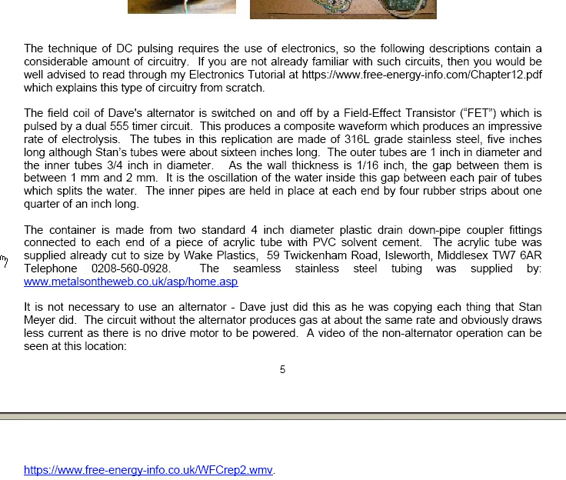 The technique of DC pulsing requires the use of electronics, so the following descriptions contain a
considerable amount of circuitry. If you are not already familiar with such circuits, then you would be
well advised to read through my Electronics Tutorial at https://www.free-energy-info.com/Chapter12.pdf
which explains this type of circuitry from scratch.
The field coil of Dave's alternator is switched on and off by a Field-Effect Transistor ("FET") which is
pulsed by a dual 555 timer circuit. This produces a composite waveform which produces an impressive
rate of electrolysis. The tubes in this replication are made of 316L grade stainless steel, five inches
long although Stan's tubes were about sixteen inches long. The outer tubes are 1 inch in diameter and
the inner tubes 3/4 inch in diameter. As the wall thickness is 1/16 inch, the gap between them is
between 1 mm and 2 mm. It is the oscillation of the water inside this gap between each pair of tubes
which splits the water. The inner pipes are held in place at each end by four rubber strips about one
quarter of an inch long.
The container is made from two standard 4 inch diameter plastic drain down-pipe coupler fittings
connected to each end of a piece of acrylic tube with PVC solvent cement. The acrylic tube was
supplied already cut to size by Wake Plastics, 59 Twickenham Road, Isleworth, Middlesex TW7 6AR
Telephone 0208-560-0928. The seamless stainless steel tubing was supplied by:
www.metalsontheweb.co.uk/asp/home.asp
It is not necessary to use an alternator - Dave just did this as he was copying each thing that Stan
Meyer did. The circuit without the alternator produces gas at about the same rate and obviously draws
less current as there is no drive motor to be powered. A video of the non-alternator operation can be
seen at this location:
5
https://www.free-energy-info.co.uk/WFCrep2.wmv.